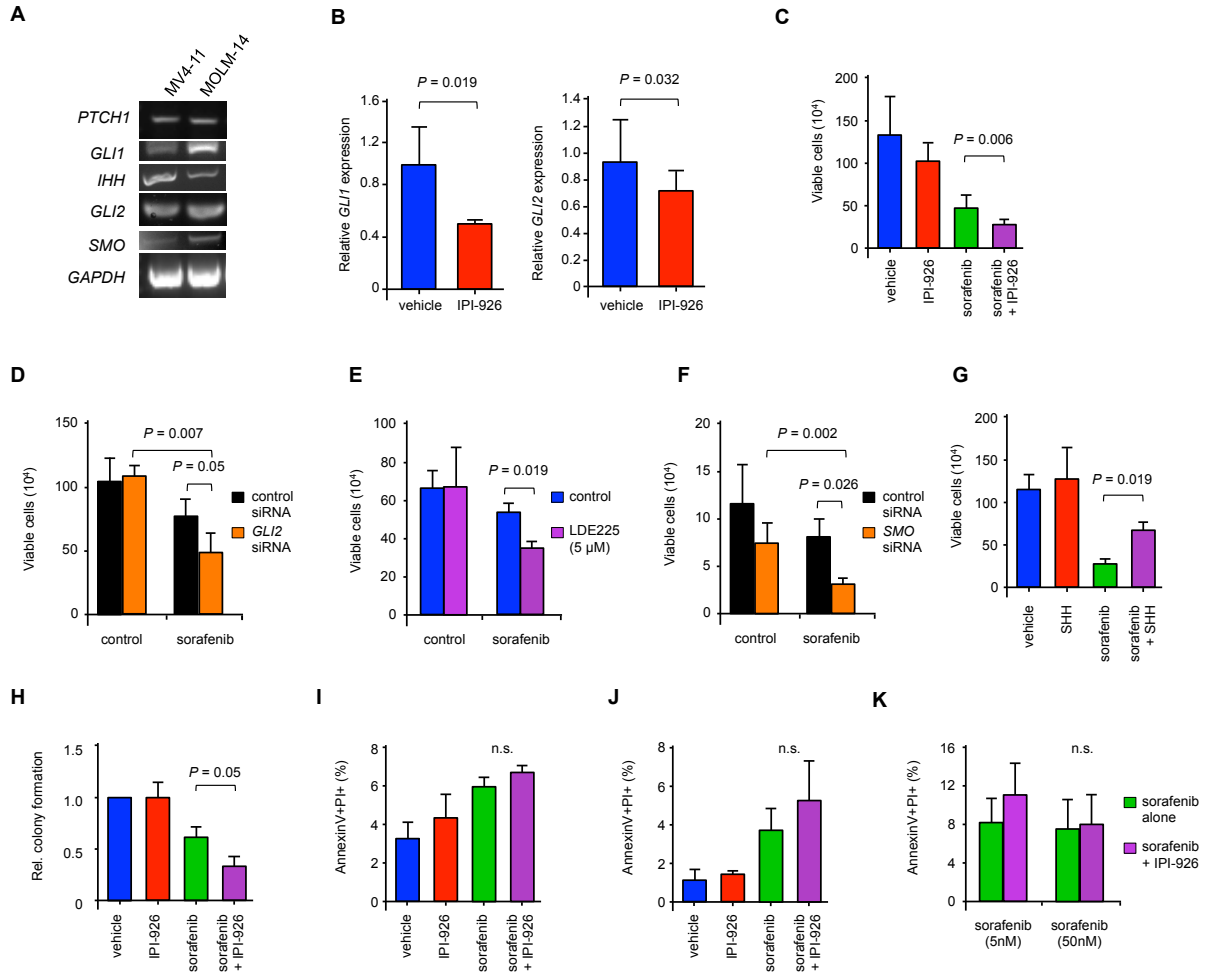 A
MV4-11
MOLM-14
PTCH1
GLI1
IHH
GLI2
SMO
GAPDH
B
P = 0.019
1.6
1.2
0.8
0.4
0
Relative GLI1 expression
vehicle
IPI-926
P = 0.032
1.4
1.2
1.0
0.8
0.6
0.4
0.2
0
Relative GLI2 expression
vehicle
IPI-926
C
200
150
100
50
0
Viable cells (10⁴)
P = 0.006
vehicle
IPI-926
sorafenib
sorafenib
+ IPI-926
D
150
100
50
0
Viable cells (10⁴)
P = 0.007
P = 0.05
control
siRNA
GLI2
siRNA
control
sorafenib
E
100
80
60
40
20
0
Viable cells (10⁴)
P = 0.019
control
LDE225
(5 µM)
control
sorafenib
F
20
15
10
5
0
Viable cells (10⁴)
P = 0.002
P = 0.026
control
siRNA
SMO
siRNA
control
sorafenib
G
200
150
100
50
0
Viable cells (10⁴)
P = 0.019
vehicle
SHH
sorafenib
sorafenib
+ SHH
H
1.5
1.0
0.5
0
Rel. colony formation
P = 0.05
vehicle
IPI-926
sorafenib
sorafenib
+ IPI-926
I
8
6
4
2
0
AnnexinV+PI+ (%)
n.s.
vehicle
IPI-926
sorafenib
sorafenib
+ IPI-926
J
8
6
4
2
0
AnnexinV+PI+ (%)
n.s.
vehicle
IPI-926
sorafenib
sorafenib
+ IPI-926
K
16
12
8
4
0
AnnexinV+PI+ (%)
n.s.
sorafenib
alone
sorafenib
+ IPI-926
sorafenib
(5nM)
sorafenib
(50nM)